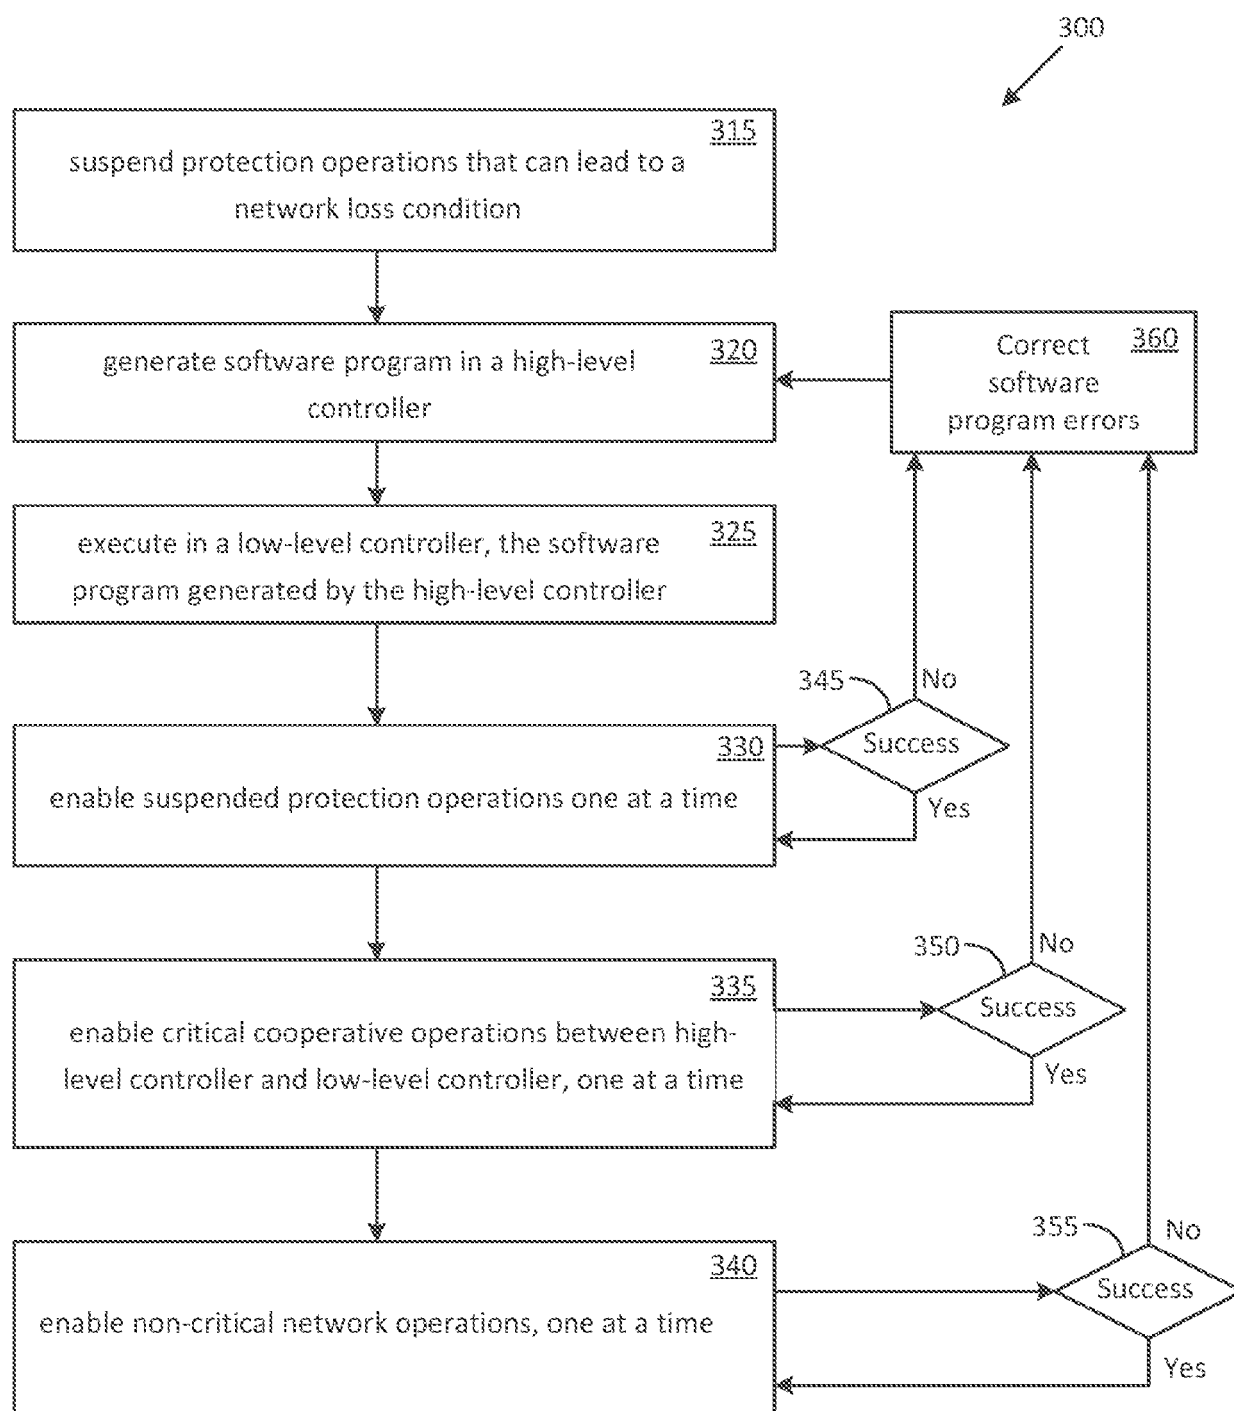 300
315
suspend protection operations that can lead to a
network loss condition
320
generate software program in a high-level
controller
360
Correct
software
program errors
325
execute in a low-level controller, the software
program generated by the high-level controller
345
No
330
Success
enable suspended protection operations one at a time
Yes
350
No
335
Success
enable critical cooperative operations between high-
level controller and low-level controller, one at a time
Yes
355
No
340
Success
enable non-critical network operations, one at a time
Yes